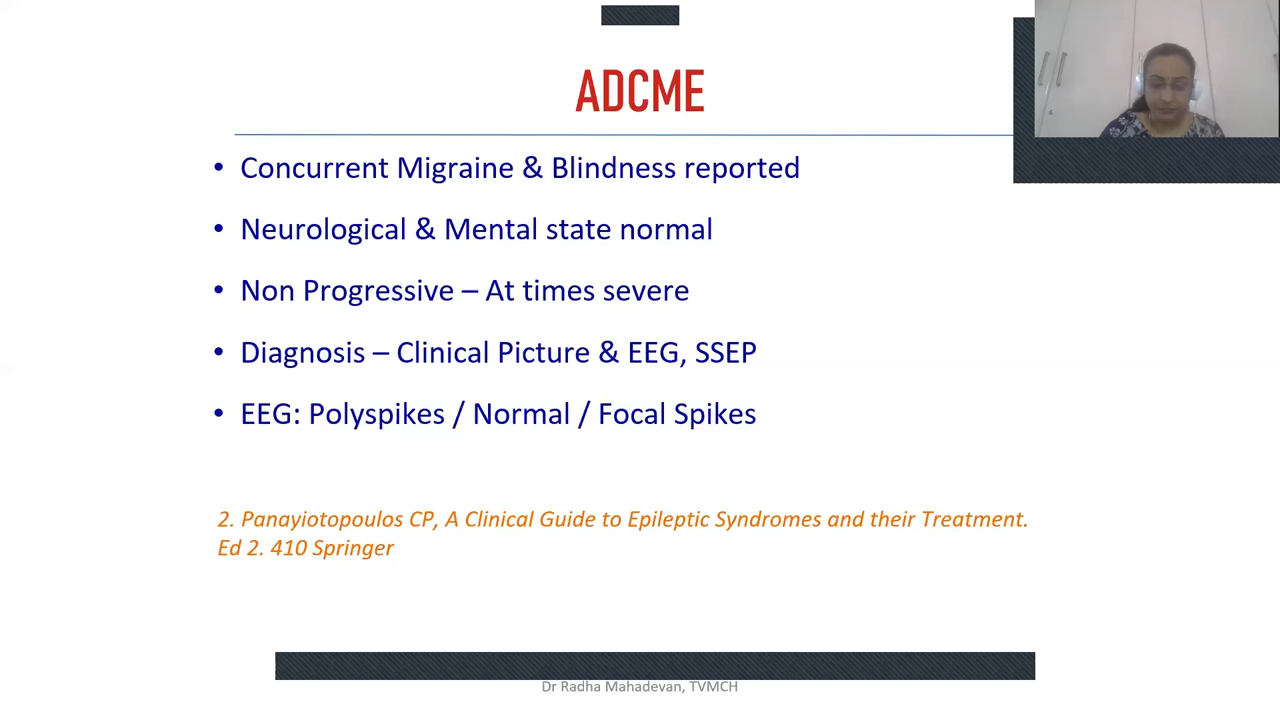 ADCME
• Concurrent Migraine & Blindness reported
• Neurological & Mental state normal
• Non Progressive – At times severe
• Diagnosis – Clinical Picture & EEG, SSEP
• EEG: Polyspikes / Normal / Focal Spikes
2. Panayiotopoulos CP, A Clinical Guide to Epileptic Syndromes and their Treatment.
Ed 2. 410 Springer
Dr Radha Mahadevan, TVMCH